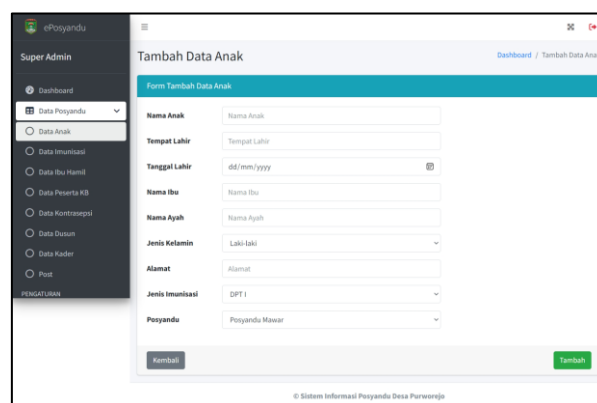 ePosyandu
Super Admin
Dashboard
Data Posyandu
Data Anak
Data Imunisasi
Data Ibu Hamil
Data Peserta KB
Data Kontrasepsi
Data Dusun
Data Kader
Post
PENGATURAN
Tambah Data Anak
Dashboard / Tambah Data Ana
Form Tambah Data Anak
Nama Anak Nama Anak
Tempat Lahir Tempat Lahir
Tanggal Lahir dd/mm/yyyy
Nama Ibu Nama Ibu
Nama Ayah Nama Ayah
Jenis Kelamin Laki-laki
Alamat Alamat
Jenis Imunisasi DPT I
Posyandu Posyandu Mawar
Kembali Tambah
© Sistem Informasi Posyandu Desa Purworejo